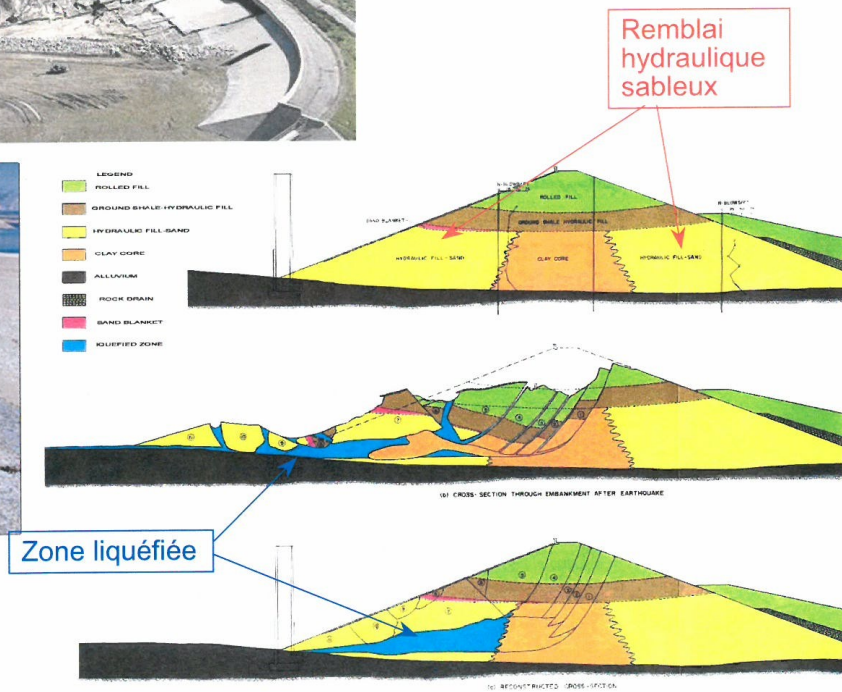 Remblai
hydraulique
sableux
LEGEND
ROLLED FILL
GROUND SHALE-HYDRAULIC FILL
HYDRAULIC FILL-SAND
CLAY CORE
ALLUVIUM
ROCK DRAIN
SAND BLANKET
IQUEFIED ZONE
ROLLED FILL
SAND BLANKET
GROUND SHALE HYDRAULIC FILL
HYDRAULIC FILL-SAND
CLAY CORE
HYDRAULIC FILL-SAND
(b) CROSS-SECTION THROUGH EMBANKMENT AFTER EARTHQUAKE
Zone liquéfiée
(c) RECONSTRUCTED CROSS-SECTION